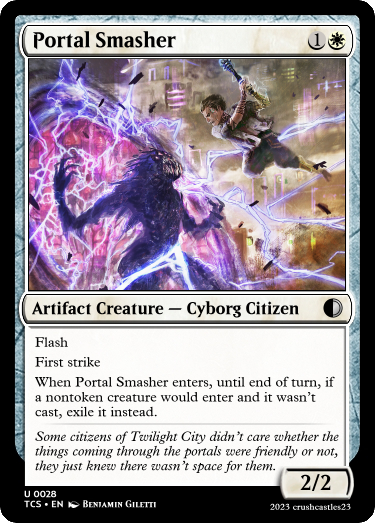 Portal Smasher 1
Artifact Creature — Cyborg Citizen
Flash
First strike
When Portal Smasher enters, until end of turn, if
a nontoken creature would enter and it wasn't
cast, exile it instead.
Some citizens of Twilight City didn't care whether the
things coming through the portals were friendly or not,
they just knew there wasn't space for them.
2/2
U 0028
TCS • EN Benjamin Giletti
2023 crushcastles23